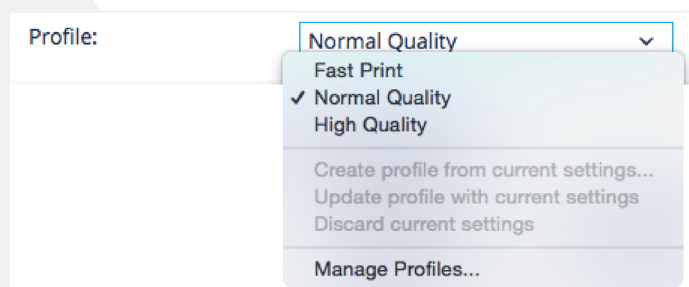 Profile:
Normal Quality
Fast Print
✓ Normal Quality
High Quality
Create profile from current settings...
Update profile with current settings
Discard current settings
Manage Profiles...